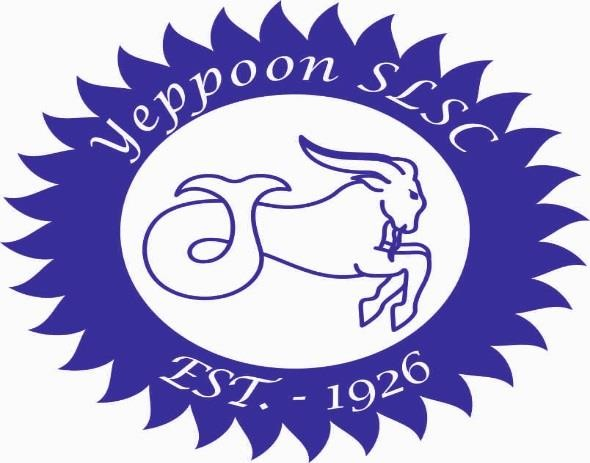 Yeppoon SLSC
EST. - 1926